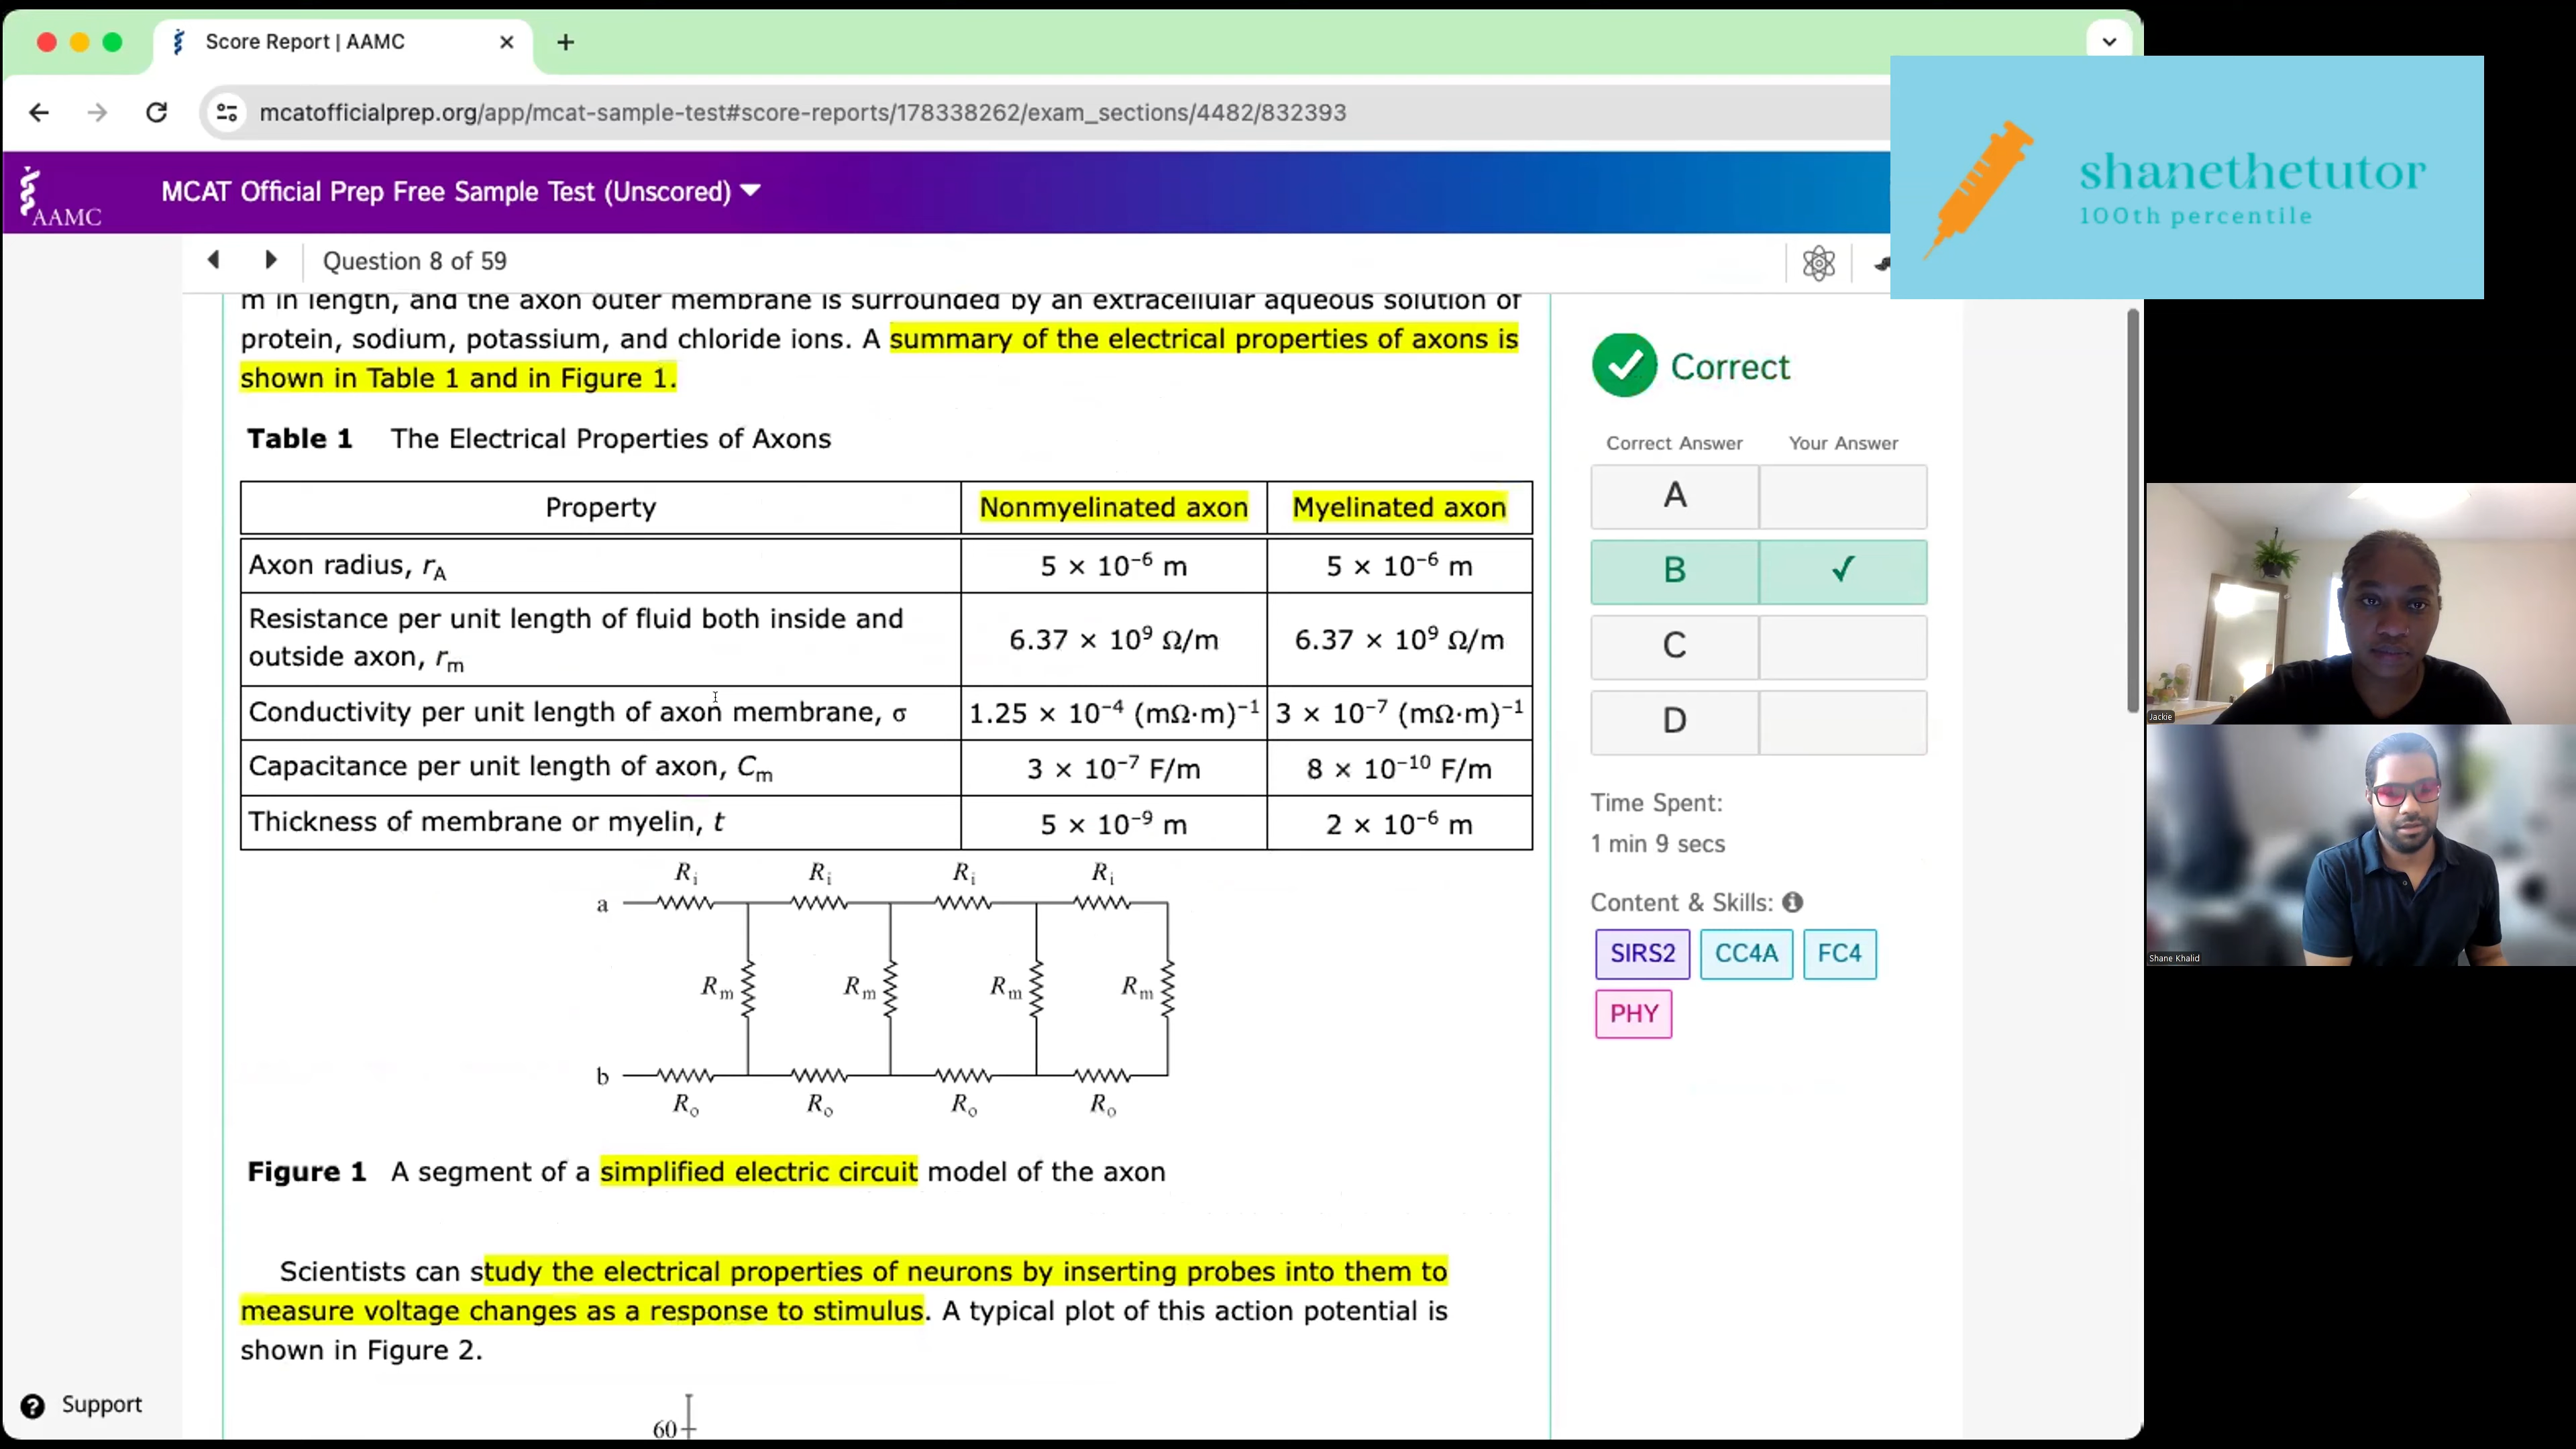 Score Report | AAMC
mcatofficialprep.org/app/mcat-sample-test#score-reports/178338262/exam_sections/4482/832393
shanethetutor
100th percentile
AAMC
MCAT Official Prep Free Sample Test (Unscored)
Question 8 of 59
m in length, and the axon outer membrane is surrounded by an extracellular aqueous solution of
protein, sodium, potassium, and chloride ions. A summary of the electrical properties of axons is
shown in Table 1 and in Figure 1.
Table 1 The Electrical Properties of Axons
Property Nonmyelinated axon Myelinated axon
Axon radius, rA 5 × 10⁻⁶ m 5 × 10⁻⁶ m
Resistance per unit length of fluid both inside and
outside axon, rm 6.37 × 10⁹ Ω/m 6.37 × 10⁹ Ω/m
Conductivity per unit length of axon membrane, σ 1.25 × 10⁻⁴ (mΩ·m)⁻¹ 3 × 10⁻⁷ (mΩ·m)⁻¹
Capacitance per unit length of axon, Cm 3 × 10⁻⁷ F/m 8 × 10⁻¹⁰ F/m
Thickness of membrane or myelin, t 5 × 10⁻⁹ m 2 × 10⁻⁶ m
Ri Ri Ri Ri
a
Rm Rm Rm Rm
b
Ro Ro Ro Ro
Figure 1 A segment of a simplified electric circuit model of the axon
Scientists can study the electrical properties of neurons by inserting probes into them to
measure voltage changes as a response to stimulus. A typical plot of this action potential is
shown in Figure 2.
60
Support
Correct
Correct Answer Your Answer
A
B ✓
C
D
Time Spent:
1 min 9 secs
Content & Skills:
SIRS2 CC4A FC4
PHY
Jackie
Shane Khalid